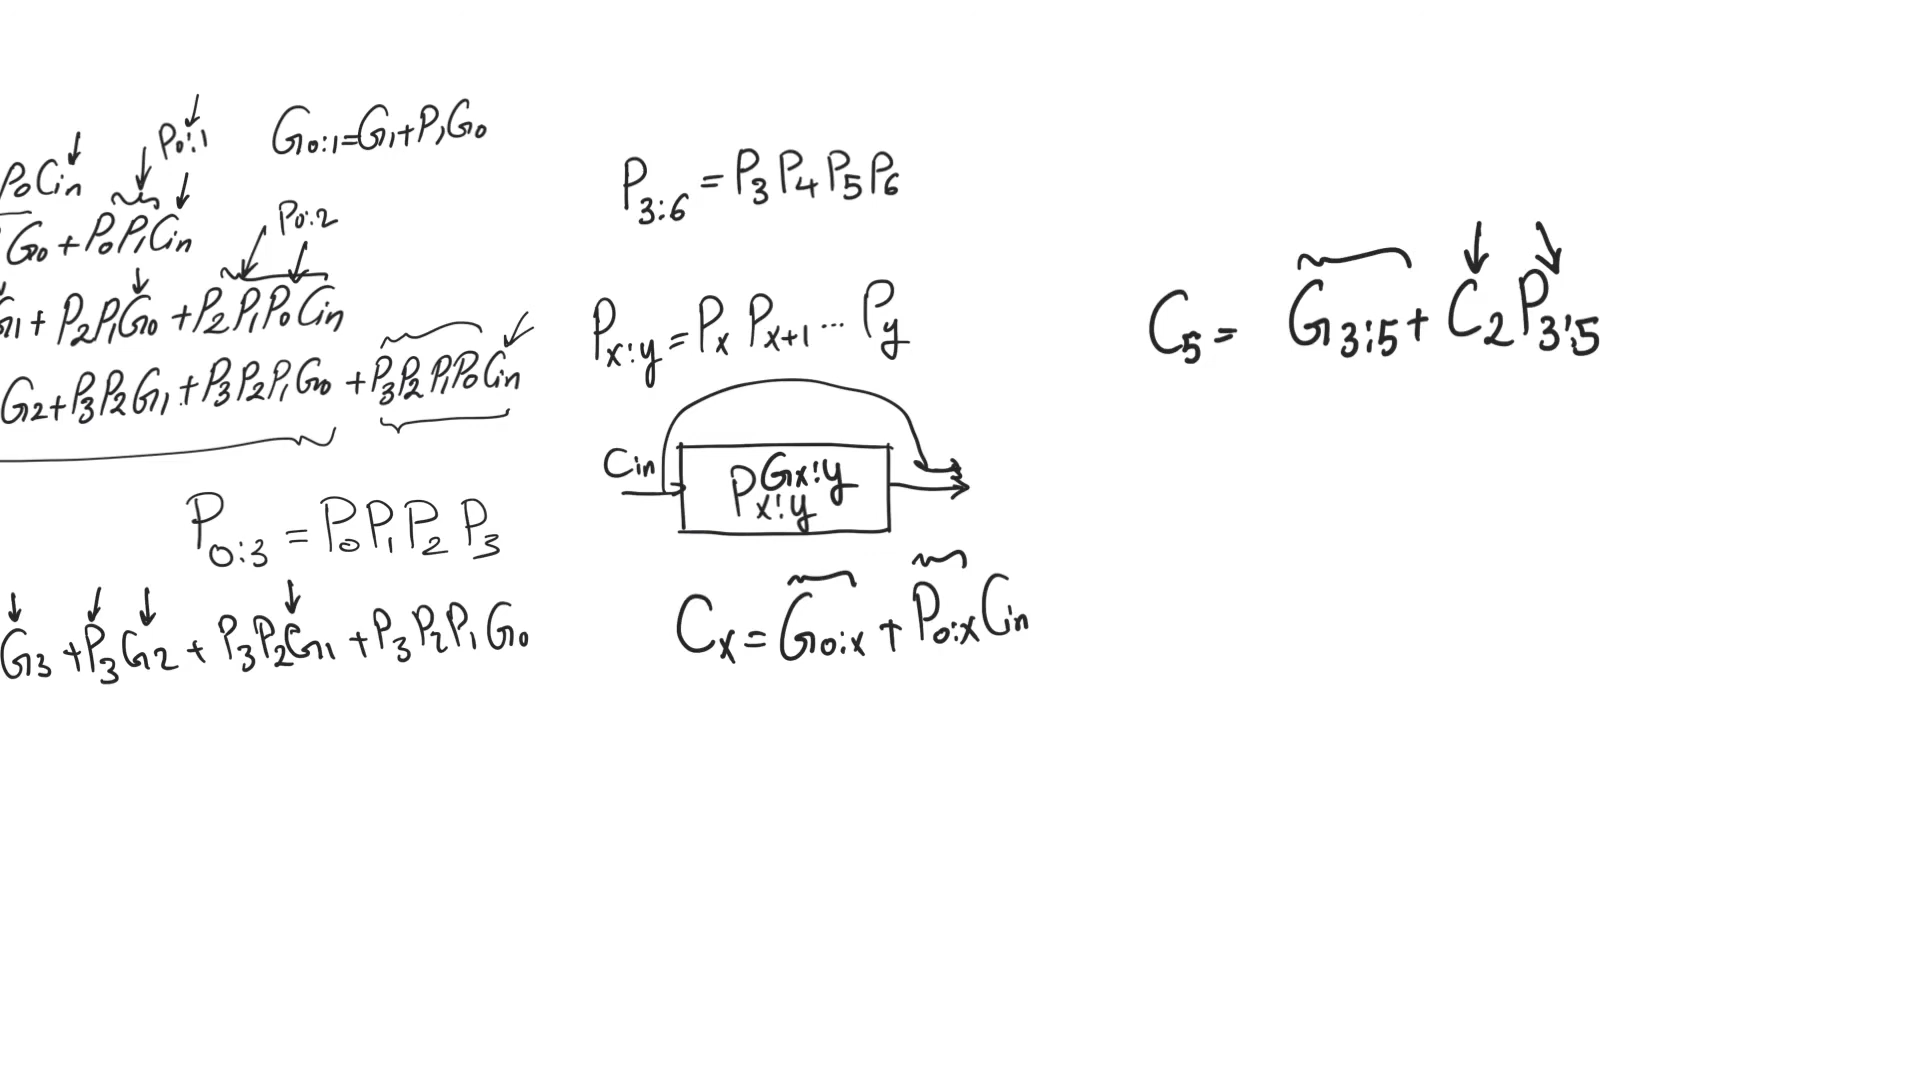 P0Cin
P0:1
G0:1=G1+P1G0
G0+P0P1Cin
P0:2
G1+P2P1G0+P2P1P0Cin
G2+P3P2G1+P3P2P1G0+P3P2P1P0Cin
P0:3=P0P1P2P3
G3+P3G2+P3P2G1+P3P2P1G0
P3:6=P3P4P5P6
Px:y=PxPx+1...Py
Cin
Gx:y
Px:y
Cx=G0:x+P0:xCin
C5=G3:5+C2P3:5